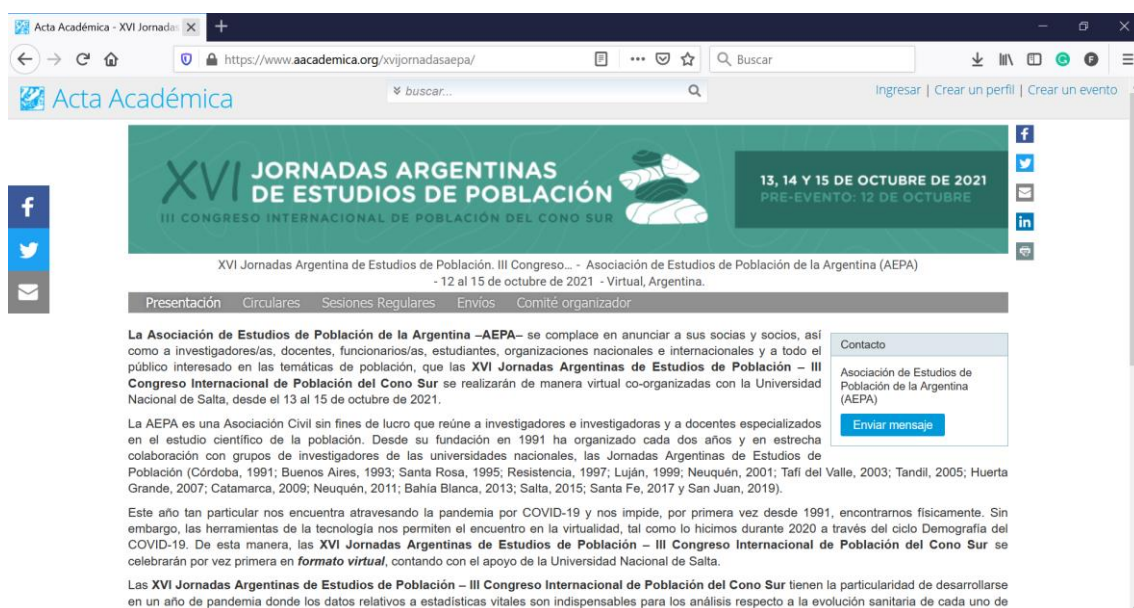 Acta Académica - XVI Jornadas
https://www.aacademica.org/xvijornadasaepa/
Buscar
Acta Académica
buscar...
Ingresar | Crear un perfil | Crear un evento
XVI JORNADAS ARGENTINAS
DE ESTUDIOS DE POBLACIÓN
III CONGRESO INTERNACIONAL DE POBLACIÓN DEL CONO SUR
13, 14 Y 15 DE OCTUBRE DE 2021
PRE-EVENTO: 12 DE OCTUBRE
XVI Jornadas Argentina de Estudios de Población. III Congreso... - Asociación de Estudios de Población de la Argentina (AEPA)
- 12 al 15 de octubre de 2021 - Virtual, Argentina.
Presentación Circulares Sesiones Regulares Envíos Comité organizador
La Asociación de Estudios de Población de la Argentina –AEPA– se complace en anunciar a sus socias y socios, así
como a investigadores/as, docentes, funcionarios/as, estudiantes, organizaciones nacionales e internacionales y a todo el
público interesado en las temáticas de población, que las XVI Jornadas Argentinas de Estudios de Población – III
Congreso Internacional de Población del Cono Sur se realizarán de manera virtual co-organizadas con la Universidad
Nacional de Salta, desde el 13 al 15 de octubre de 2021.
Contacto
Asociación de Estudios de
Población de la Argentina
(AEPA)
Enviar mensaje
La AEPA es una Asociación Civil sin fines de lucro que reúne a investigadores e investigadoras y a docentes especializados
en el estudio científico de la población. Desde su fundación en 1991 ha organizado cada dos años y en estrecha
colaboración con grupos de investigadores de las universidades nacionales, las Jornadas Argentinas de Estudios de
Población (Córdoba, 1991; Buenos Aires, 1993; Santa Rosa, 1995; Resistencia, 1997; Luján, 1999; Neuquén, 2001; Tafí del Valle, 2003; Tandil, 2005; Huerta
Grande, 2007; Catamarca, 2009; Neuquén, 2011; Bahía Blanca, 2013; Salta, 2015; Santa Fe, 2017 y San Juan, 2019).
Este año tan particular nos encuentra atravesando la pandemia por COVID-19 y nos impide, por primera vez desde 1991, encontrarnos físicamente. Sin
embargo, las herramientas de la tecnología nos permiten el encuentro en la virtualidad, tal como lo hicimos durante 2020 a través del ciclo Demografía del
COVID-19. De esta manera, las XVI Jornadas Argentinas de Estudios de Población – III Congreso Internacional de Población del Cono Sur se
celebrarán por vez primera en formato virtual, contando con el apoyo de la Universidad Nacional de Salta.
Las XVI Jornadas Argentinas de Estudios de Población – III Congreso Internacional de Población del Cono Sur tienen la particularidad de desarrollarse
en un año de pandemia donde los datos relativos a estadísticas vitales son indispensables para los análisis respecto a la evolución sanitaria de cada uno de